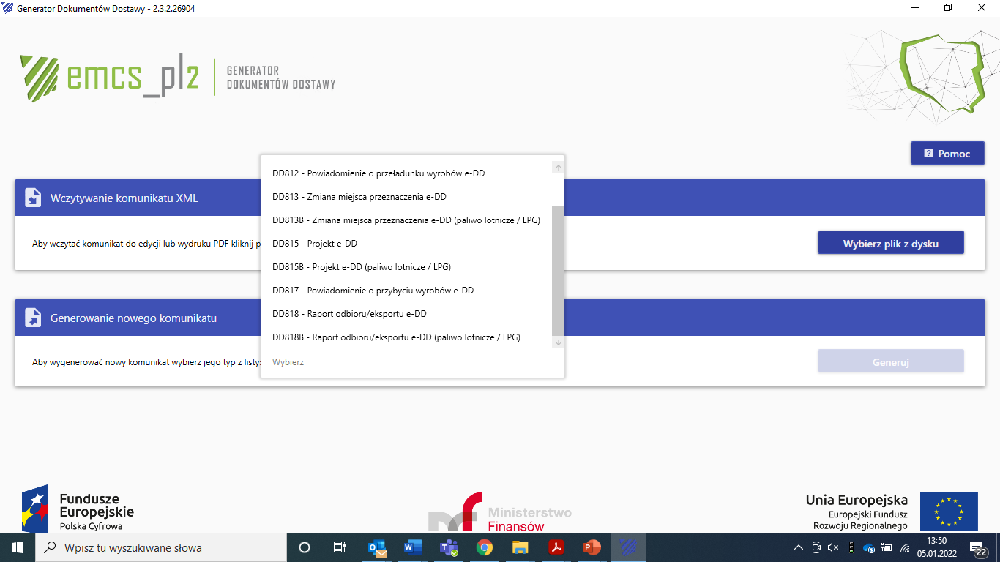 Generator Dokumentów Dostawy - 2.3.2.26904
emcs_pl2
GENERATOR
DOKUMENTÓW DOSTAWY
Pomoc
Wczytywanie komunikatu XML
Aby wczytać komunikat do edycji lub wydruku PDF kliknij p
Wybierz plik z dysku
DD812 - Powiadomienie o przeładunku wyrobów e-DD
DD813 - Zmiana miejsca przeznaczenia e-DD
DD813B - Zmiana miejsca przeznaczenia e-DD (paliwo lotnicze / LPG)
DD815 - Projekt e-DD
DD815B - Projekt e-DD (paliwo lotnicze / LPG)
DD817 - Powiadomienie o przybyciu wyrobów e-DD
DD818 - Raport odbioru/eksportu e-DD
DD818B - Raport odbioru/eksportu e-DD (paliwo lotnicze / LPG)
Wybierz
Generowanie nowego komunikatu
Aby wygenerować nowy komunikat wybierz jego typ z listy:
Generuj
Fundusze
Europejskie
Polska Cyfrowa
Ministerstwo
Finansów
Unia Europejska
Europejski Fundusz
Rozwoju Regionalnego
Wpisz tu wyszukiwane słowa
13:50
05.01.2022
22